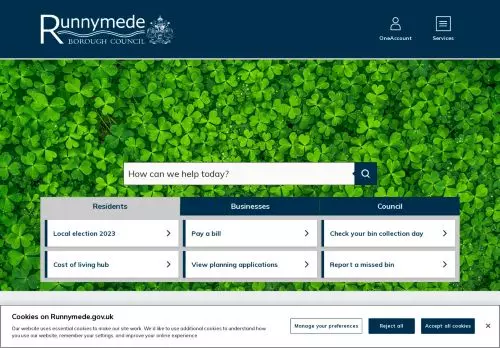 Runnymede
BOROUGH COUNCIL
OneAccount
Services
How can we help today?
Residents
Businesses
Council
Local election 2023
Pay a bill
Check your bin collection day
Cost of living hub
View planning applications
Report a missed bin
Cookies on Runnymede.gov.uk
Our website uses essential cookies to make our site work. We'd like to use additional cookies to understand how
you use our website, remember your settings, and improve your online experience
Manage your preferences
Reject all
Accept all cookies